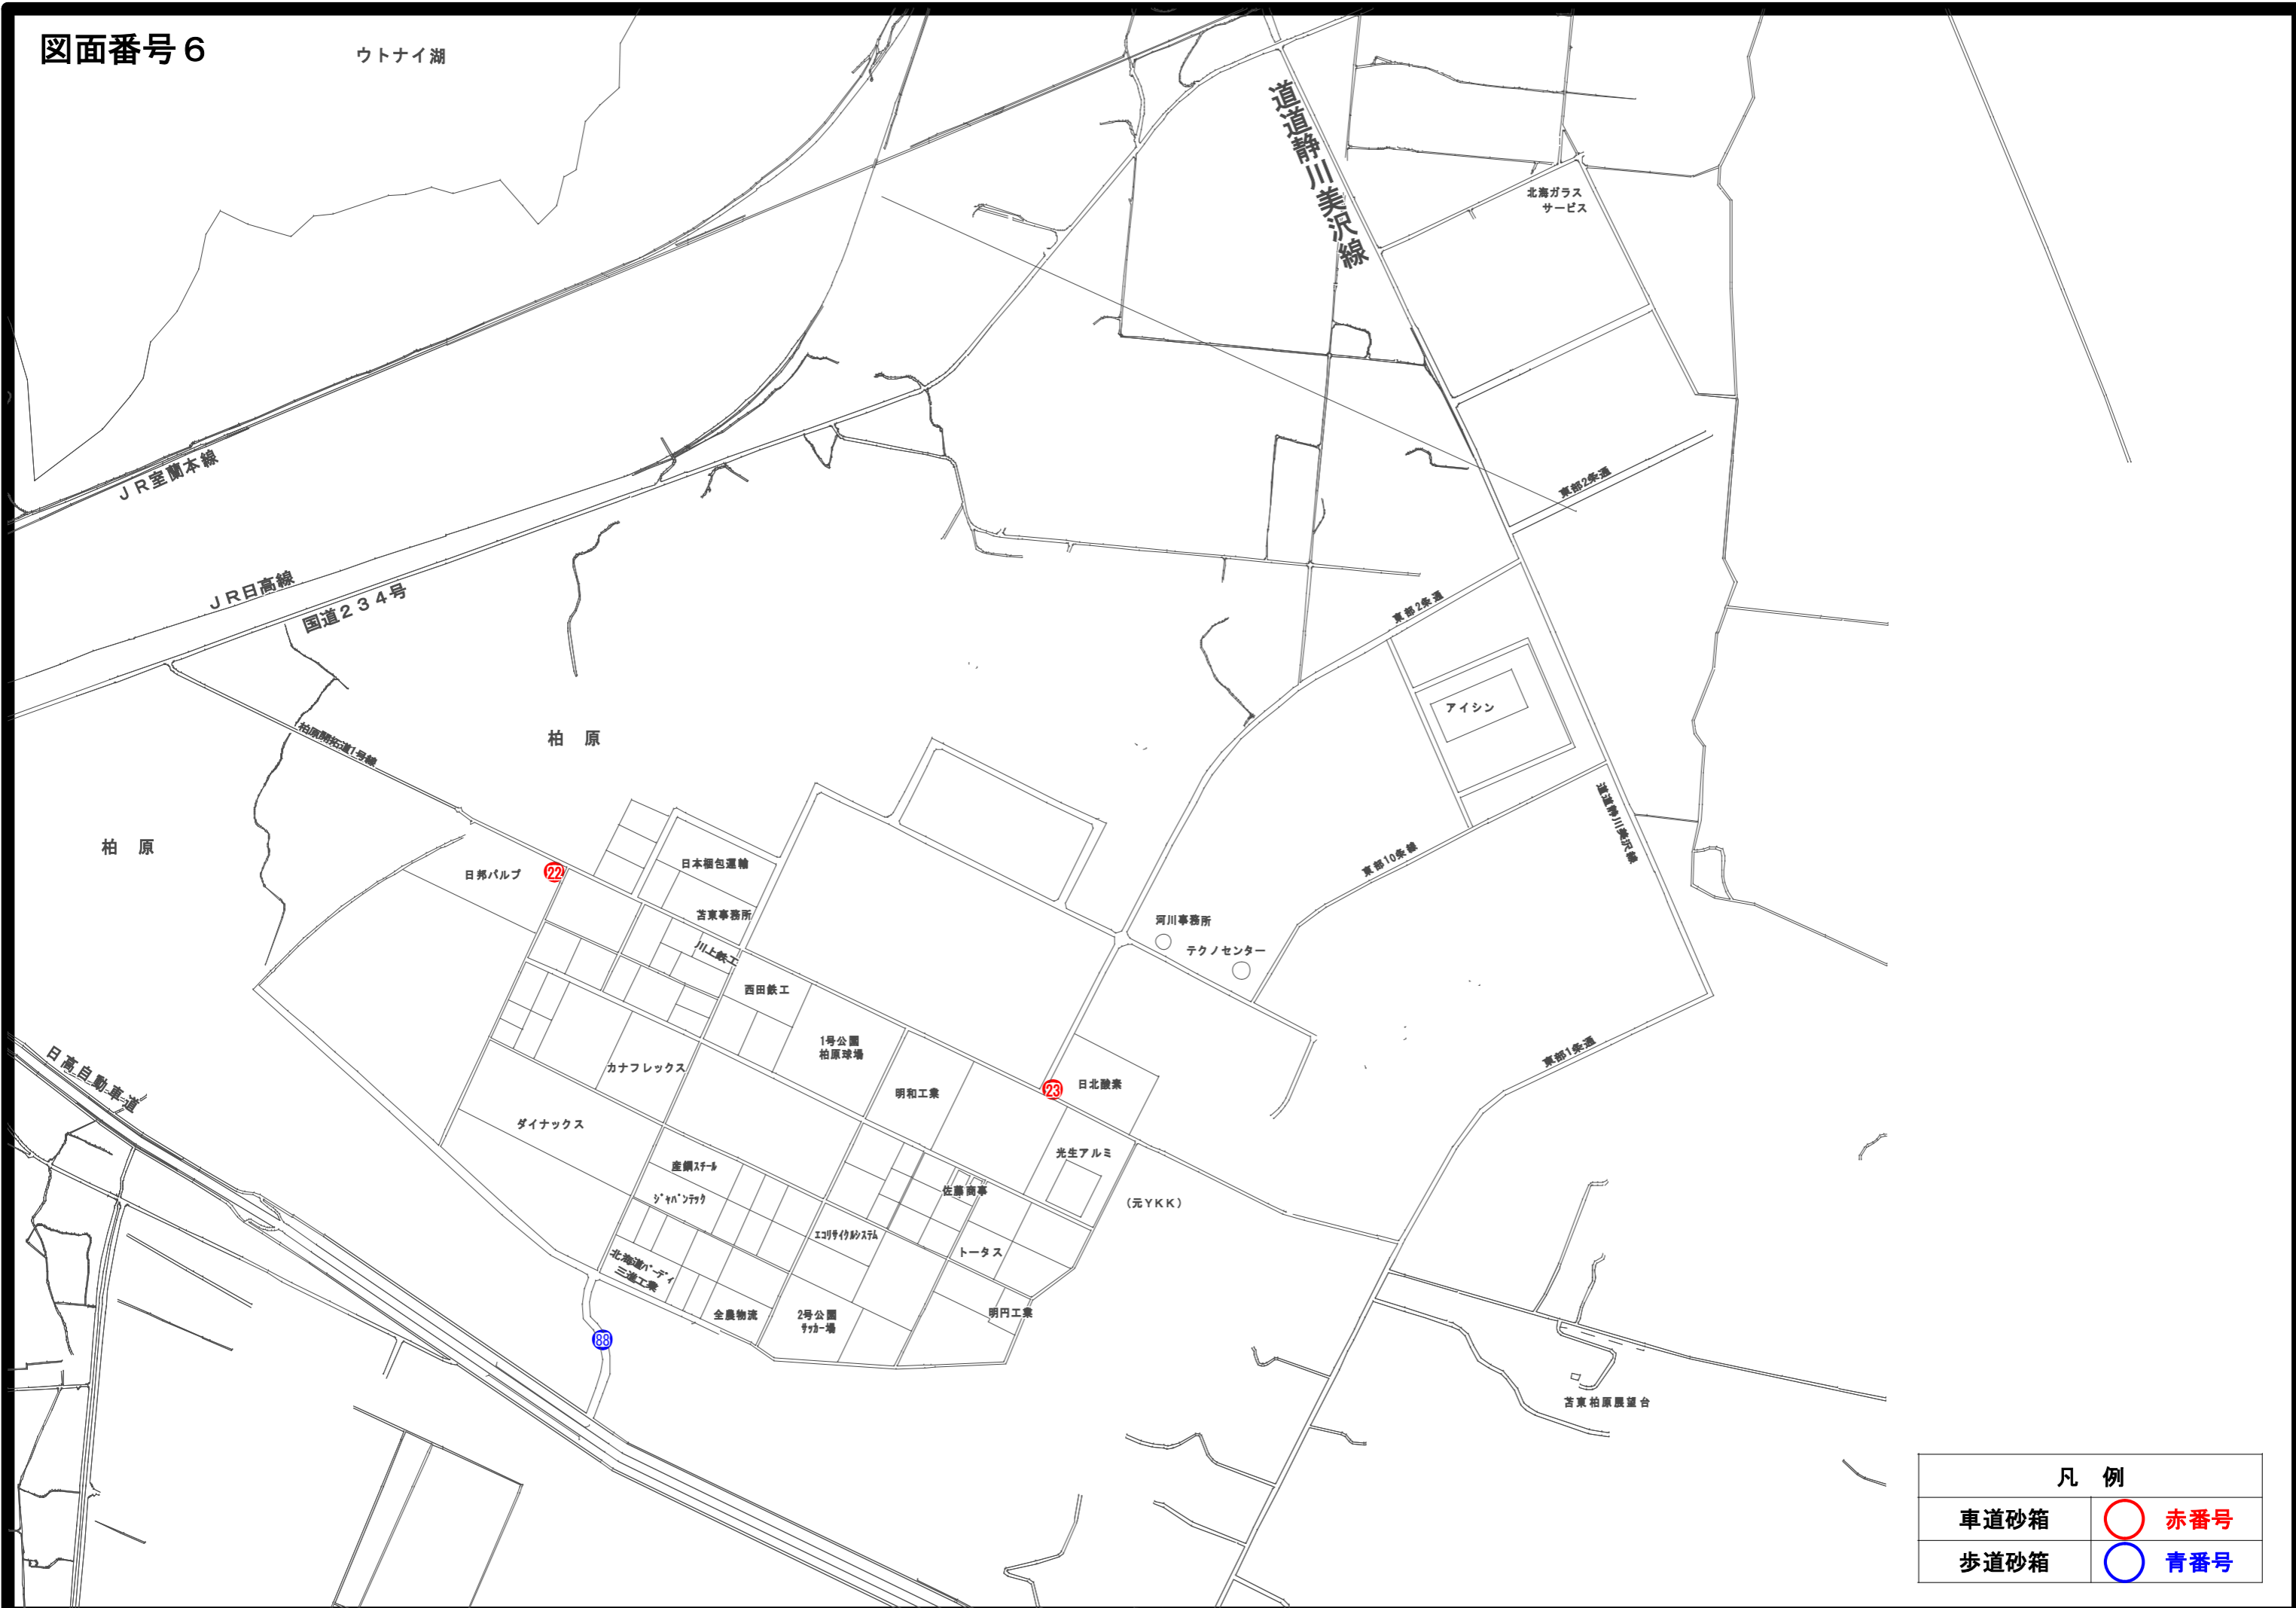 図面番号６
ウトナイ湖
道道静川美沢線
北海ガラス
サービス
ＪＲ室蘭本線
東部2条通
ＪＲ日高線
国道２３４号
東部2条通
アイシン
柏原開拓道1号線
柏　原
道道静川美沢線
柏　原
日邦バルブ
22
日本梱包運輸
東部10条線
苫東事務所
河川事務所
川上鉄工
テクノセンター
西田鉄工
1号公園
柏原球場
東部1条通
日高自動車道
カナフレックス
明和工業
23
日北酸素
ダイナックス
光生アルミ
産鋼ｽﾁｰﾙ
ｼﾞｬﾊﾟﾝﾃｯｸ
佐藤商事
（元ＹＫＫ）
ｴｺﾘｻｲｸﾙｼｽﾃﾑ
トータス
北海道ﾊﾟｰﾃｨ
三進工業
全農物流
2号公園
ｻｯｶｰ場
明円工業
88
苫東柏原展望台
凡　例
車道砂箱　赤番号
歩道砂箱　青番号